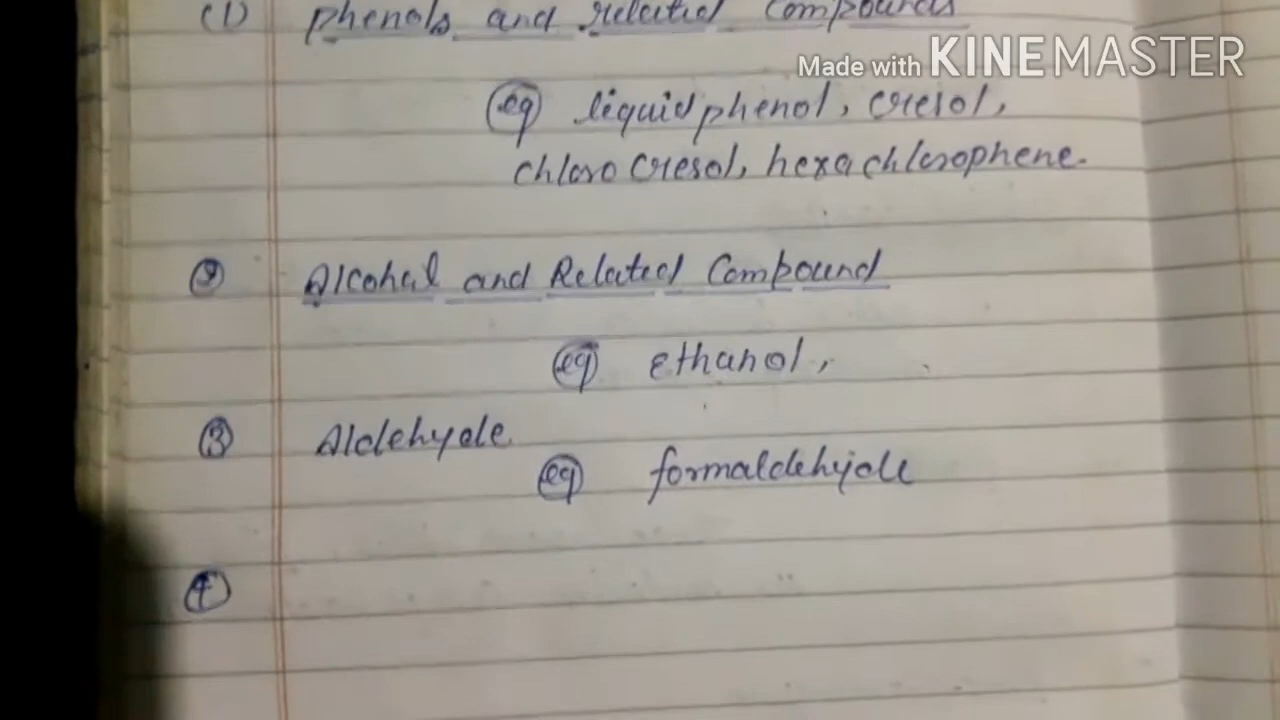 (1) phenols and related compounds
Made with KINEMASTER
eg liquid phenol, cresol,
chloro cresol, hexachlorophene.
2 Alcohal and Related Compound
eg ethanol,
3 Aldehyde
eg formaldehyde
4